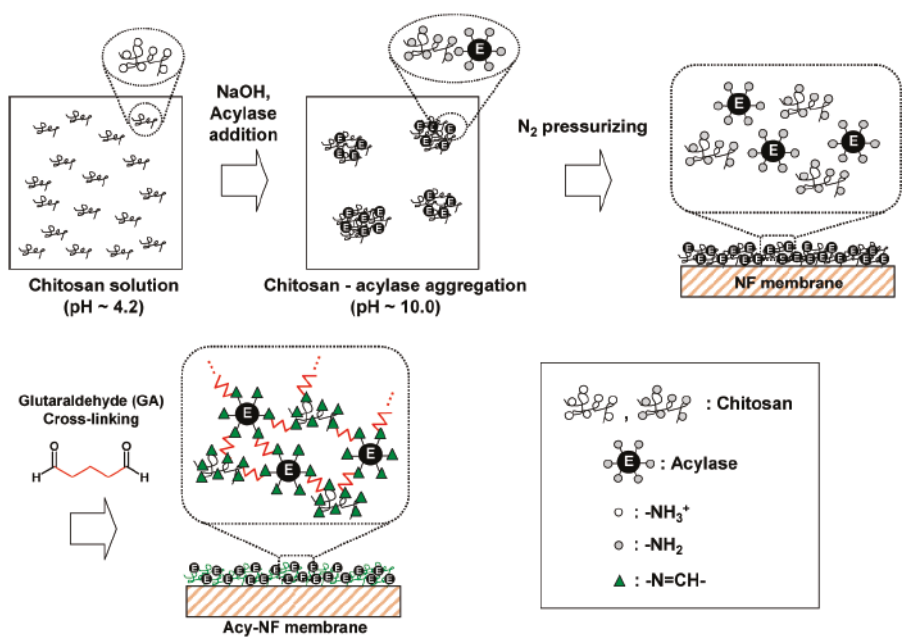 NaOH,
Acylase
addition
N₂ pressurizing
E
E
E
E
Chitosan solution
(pH ~ 4.2)
Chitosan - acylase aggregation
(pH ~ 10.0)
NF membrane
Glutaraldehyde (GA)
Cross-linking
O
O
H
H
E
E
E
Acy-NF membrane
, : Chitosan
E : Acylase
: -NH₃⁺
: -NH₂
: -N=CH-